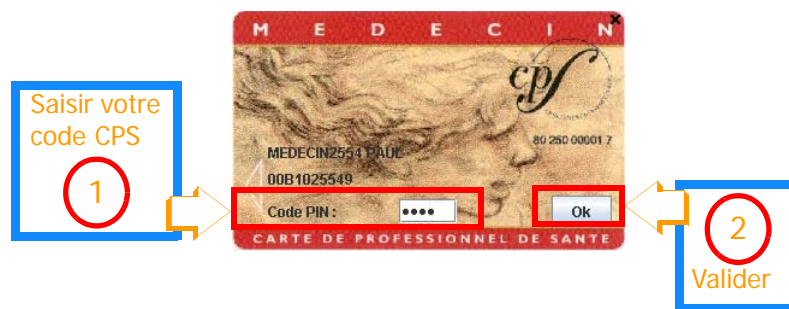 MEDECIN
cps
Saisir votre
code CPS
1
80 250 00001 7
MEDECIN2554 PAUL
00B1025549
Code PIN :
••••
Ok
CARTE DE PROFESSIONNEL DE SANTE
2
Valider